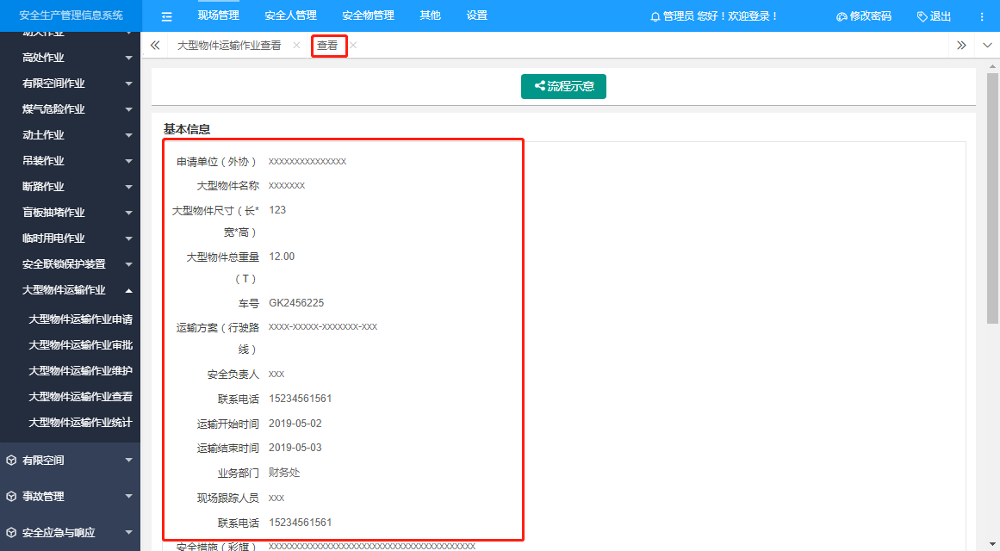 安全生产管理信息系统
现场管理 安全人管理 安全物管理 其他 设置
管理员 您好！欢迎登录！ 修改密码 退出
动火作业
高处作业
有限空间作业
煤气危险作业
动土作业
吊装作业
断路作业
盲板抽堵作业
临时用电作业
安全联锁保护装置
大型物件运输作业
大型物件运输作业申请
大型物件运输作业审批
大型物件运输作业维护
大型物件运输作业查看
大型物件运输作业统计
有限空间
事故管理
安全应急与响应
大型物件运输作业查看 查看
流程示意
基本信息
申请单位（外协） xxxxxxxxxxxxxxx
大型物件名称 xxxxxxx
大型物件尺寸（长* 123
宽*高）
大型物件总重量 12.00
（T）
车号 GK2456225
运输方案（行驶路 xxxx-xxxxx-xxxxxxx-xxx
线）
安全负责人 xxx
联系电话 15234561561
运输开始时间 2019-05-02
运输结束时间 2019-05-03
业务部门 财务处
现场跟踪人员 xxx
联系电话 15234561561
安全措施（彩旗） xxxxxxxxxxxxxxxxxxxxxxxxxxxxxxxxxxxxxxxx